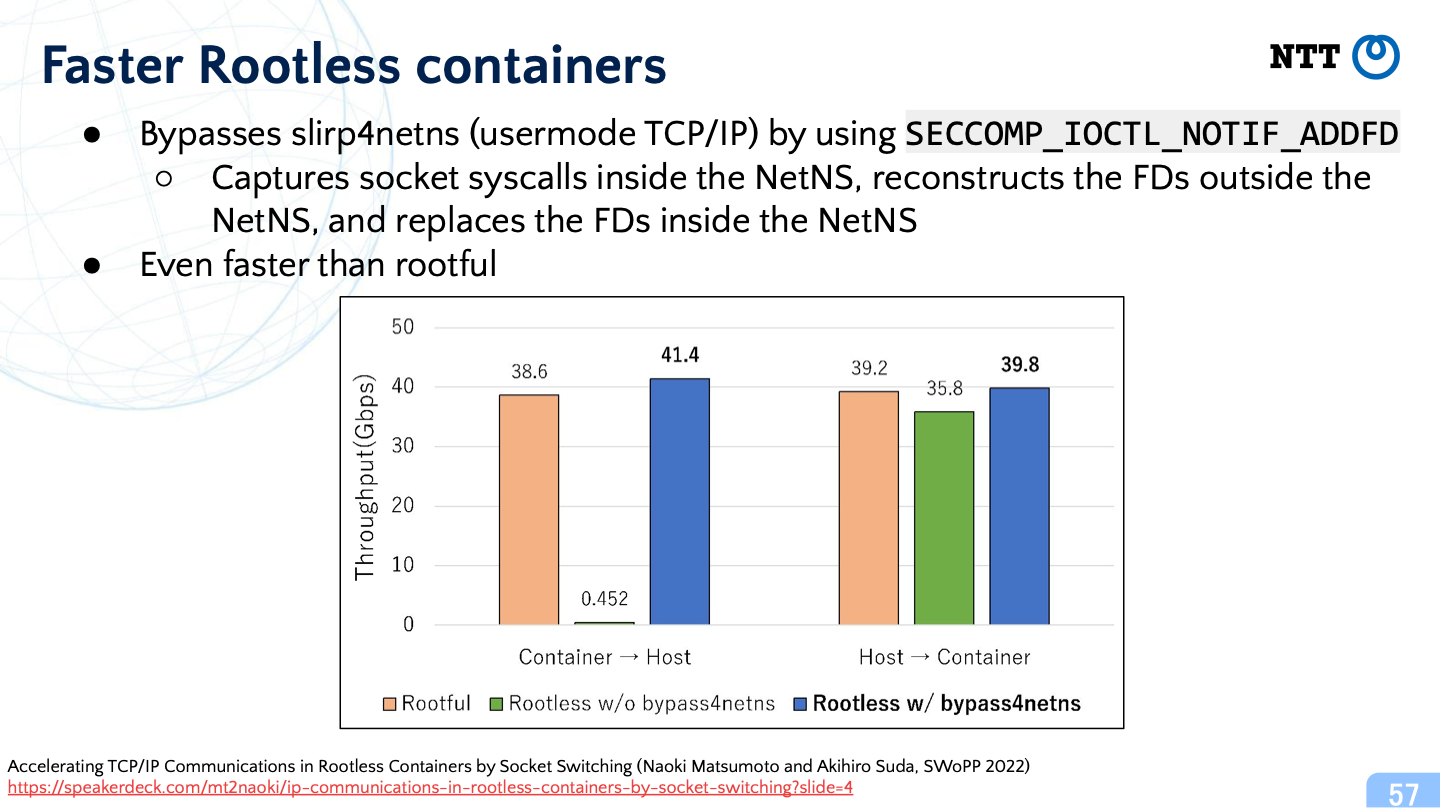 Faster Rootless containers
NTT
● Bypasses slirp4netns (usermode TCP/IP) by using SECCOMP_IOCTL_NOTIF_ADDFD
○ Captures socket syscalls inside the NetNS, reconstructs the FDs outside the
NetNS, and replaces the FDs inside the NetNS
● Even faster than rootful
Throughput(Gbps)
50
40
30
20
10
0
38.6
0.452
41.4
39.2
35.8
39.8
Container → Host
Host → Container
Rootful
Rootless w/o bypass4netns
Rootless w/ bypass4netns
Accelerating TCP/IP Communications in Rootless Containers by Socket Switching (Naoki Matsumoto and Akihiro Suda, SWoPP 2022)
https://speakerdeck.com/mt2naoki/ip-communications-in-rootless-containers-by-socket-switching?slide=4
57